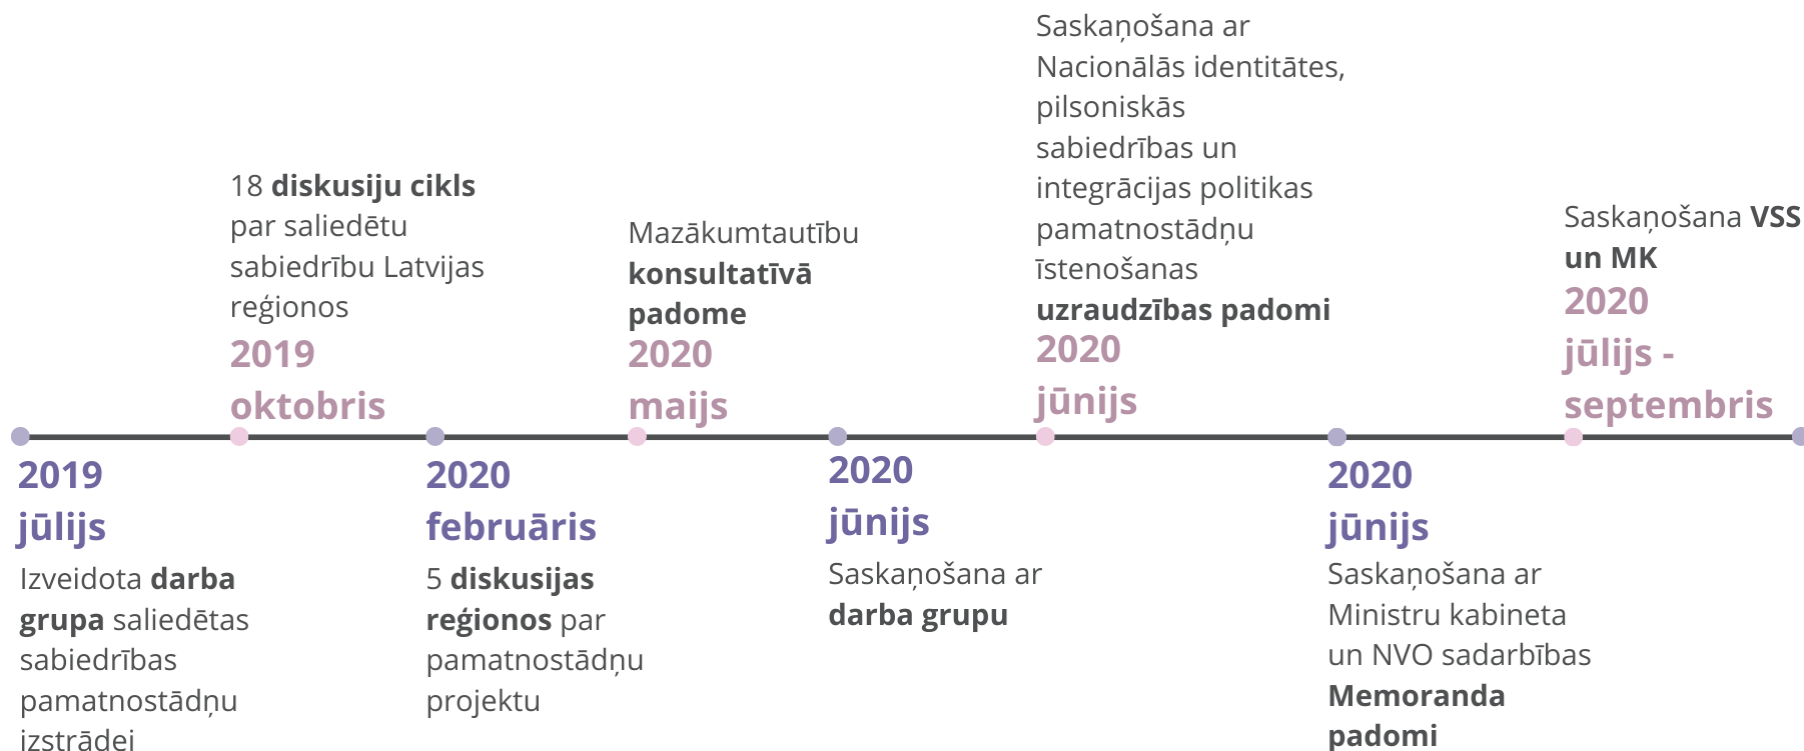 Saskaņošana ar
Nacionālās identitātes,
pilsoniskās
sabiedrības un
integrācijas politikas
pamatnostādņu
īstenošanas
uzraudzības padomi
2020
jūnijs
18 diskusiju cikls
par saliedētu
sabiedrību Latvijas
reģionos
2019
oktobris
Mazākumtautību
konsultatīvā
padome
2020
maijs
Saskaņošana VSS
un MK
2020
jūlijs -
septembris
2019
jūlijs
Izveidota darba
grupa saliedētas
sabiedrības
pamatnostādņu
izstrādei
2020
februāris
5 diskusijas
reģionos par
pamatnostādņu
projektu
2020
jūnijs
Saskaņošana ar
darba grupu
2020
jūnijs
Saskaņošana ar
Ministru kabineta
un NVO sadarbības
Memoranda
padomi